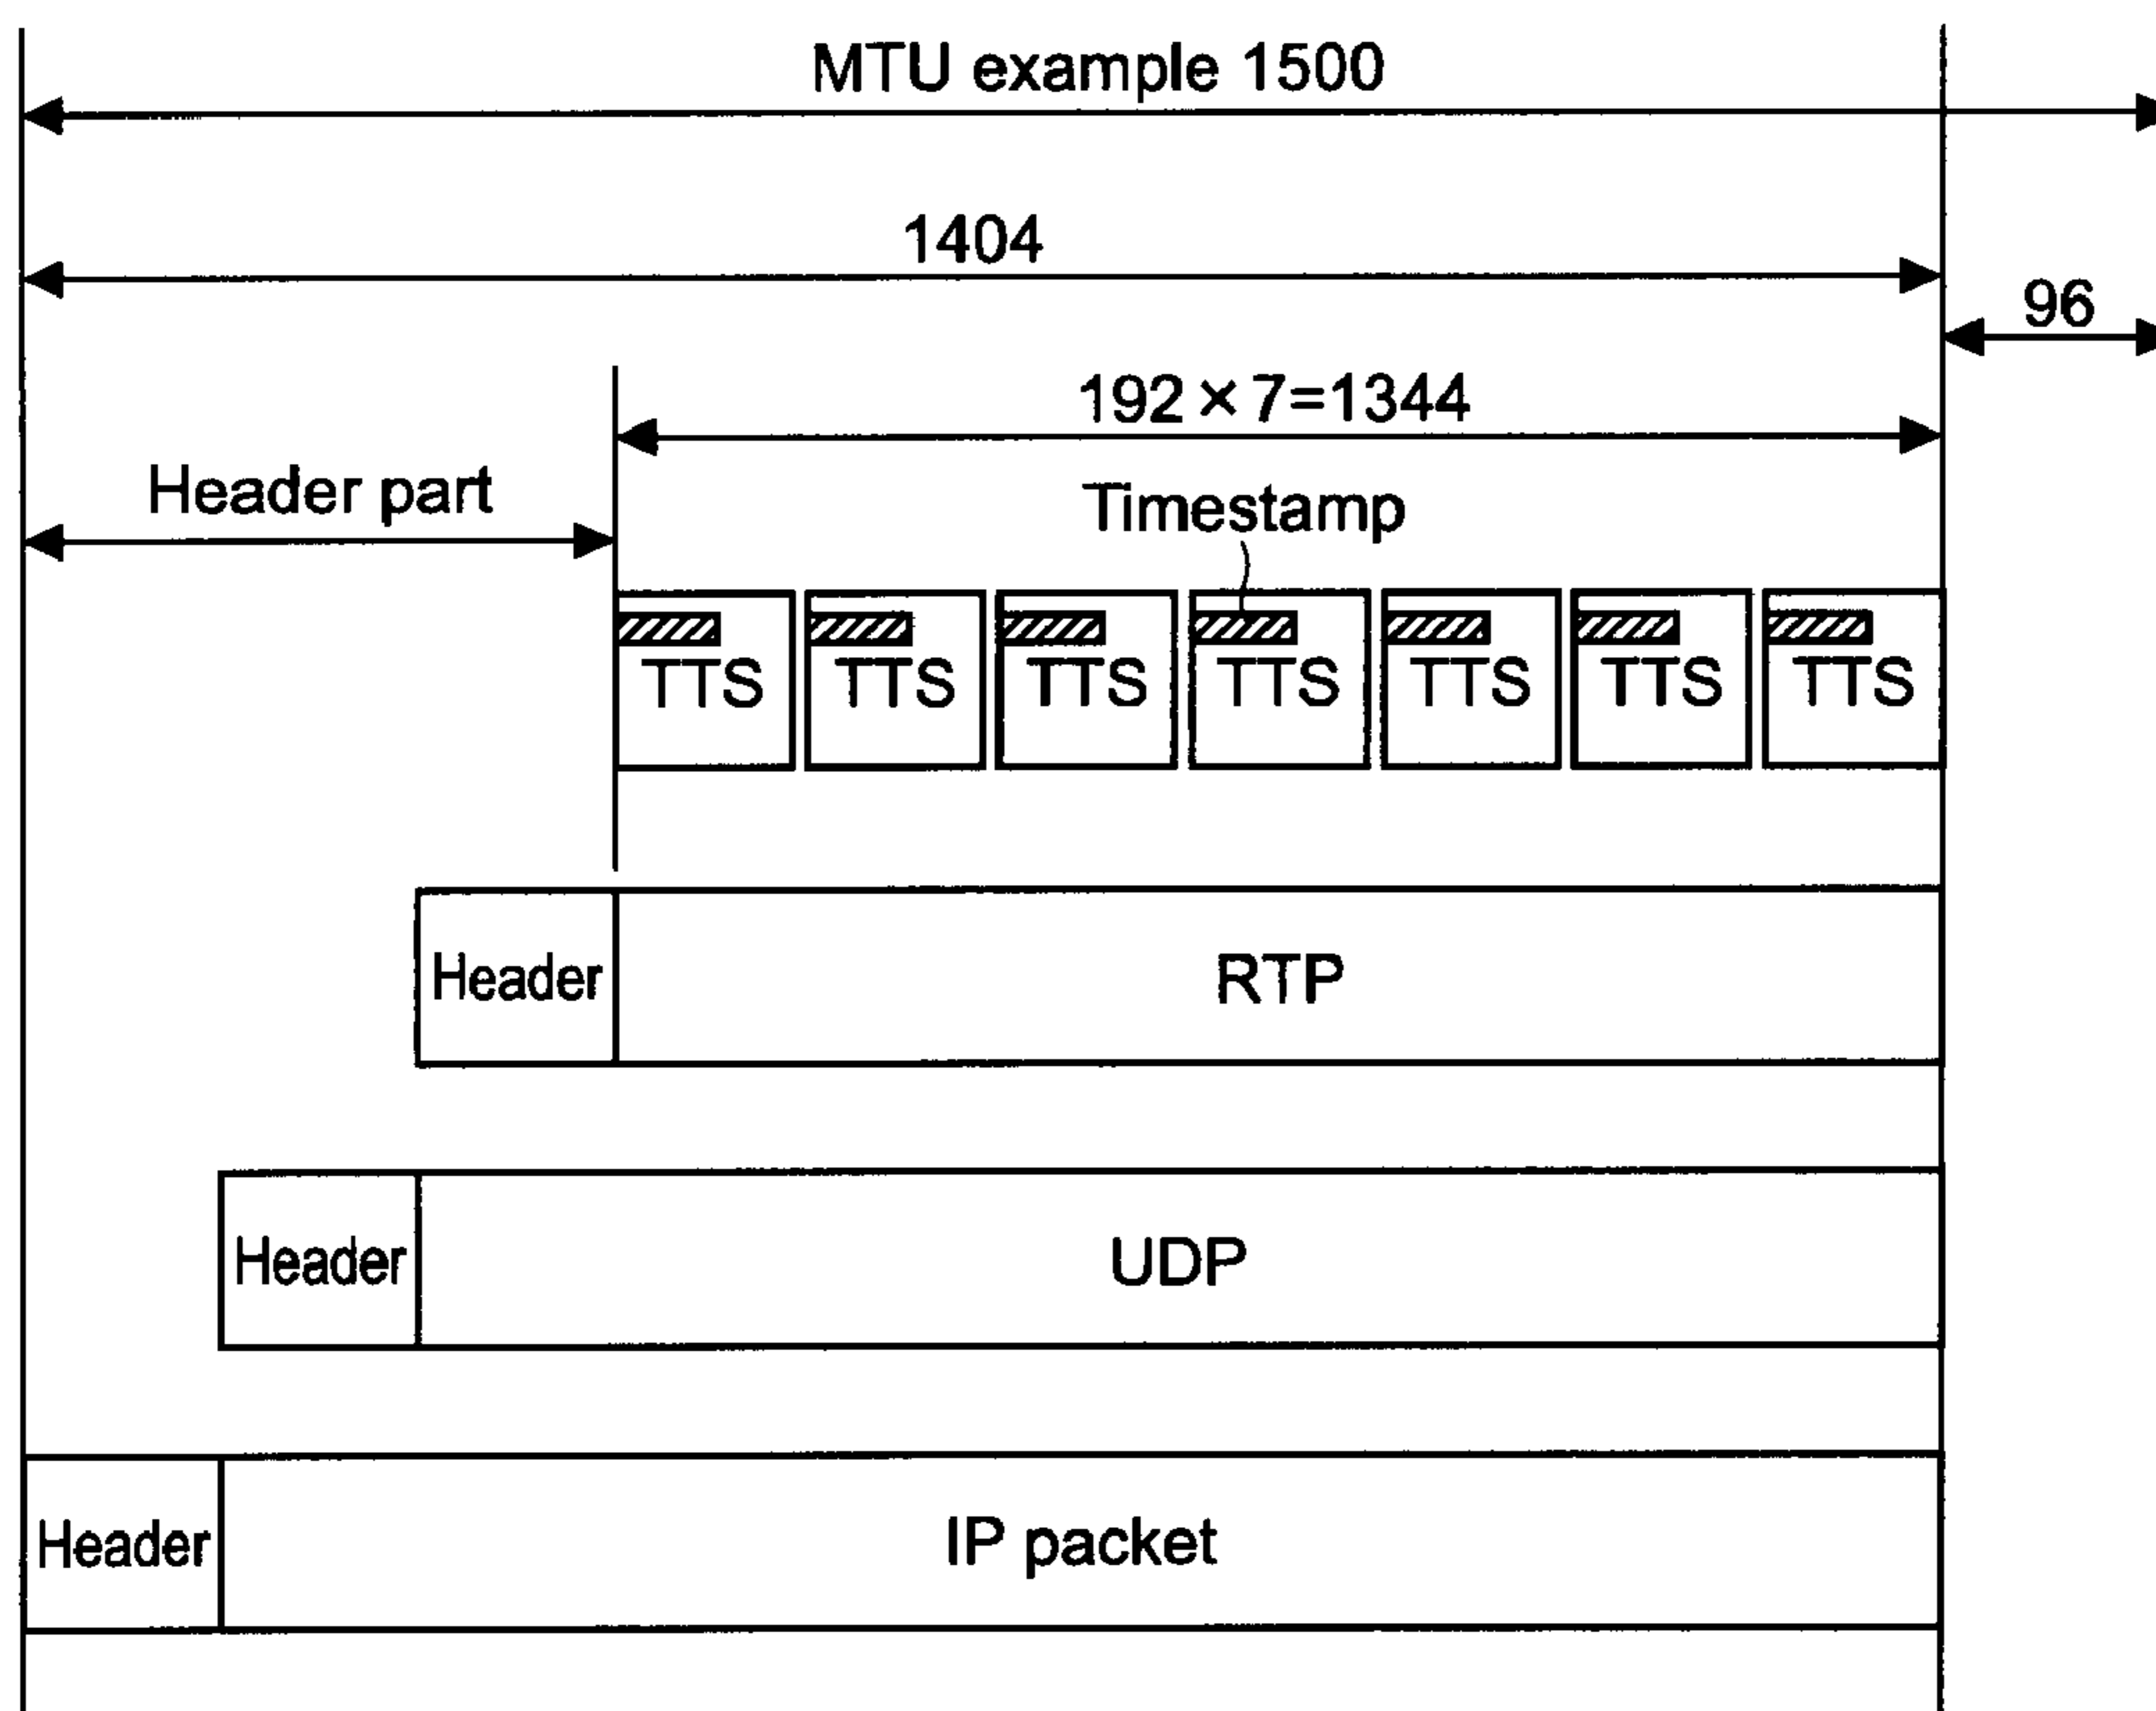 MTU example 1500
1404
96
192×7=1344
Header part
Timestamp
TTS TTS TTS TTS TTS TTS TTS
Header RTP
Header UDP
Header IP packet